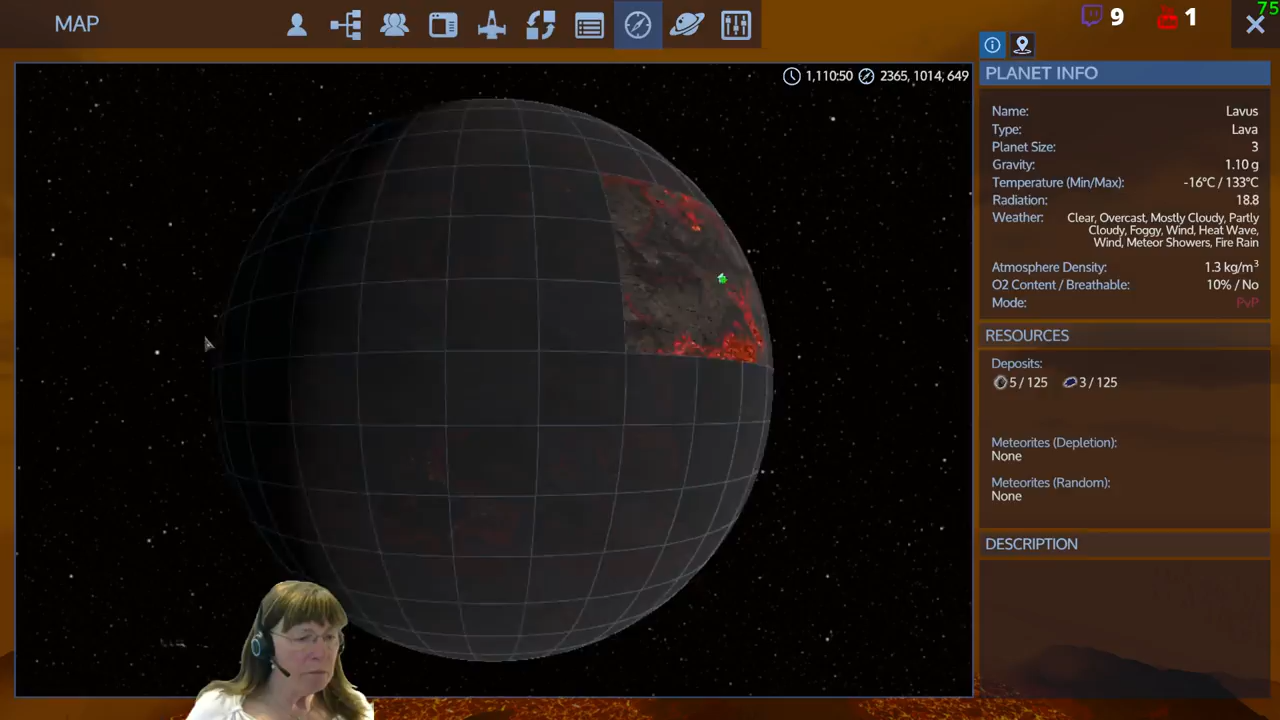 MAP
9
1
75
1,110:50
2365, 1014, 649
PLANET INFO
Name: Lavus
Type: Lava
Planet Size: 3
Gravity: 1.10 g
Temperature (Min/Max): -16°C / 133°C
Radiation: 18.8
Weather: Clear, Overcast, Mostly Cloudy, Partly
Cloudy, Foggy, Wind, Heat Wave,
Wind, Meteor Showers, Fire Rain
Atmosphere Density: 1.3 kg/m³
O2 Content / Breathable: 10% / No
Mode: PvP
RESOURCES
Deposits:
5 / 125 3 / 125
Meteorites (Depletion):
None
Meteorites (Random):
None
DESCRIPTION